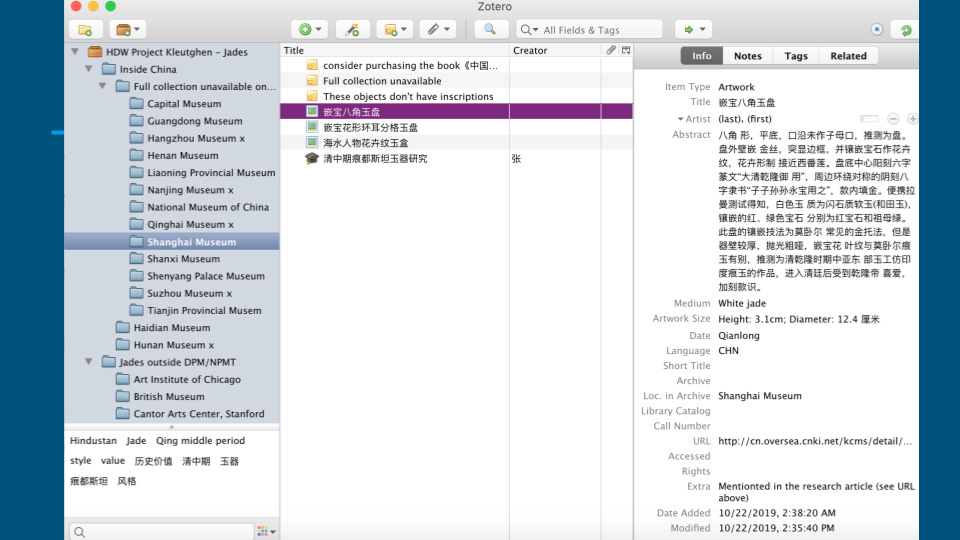 Zotero
All Fields & Tags
HDW Project Kleutghen - Jades
Inside China
Full collection unavailable on...
Capital Museum
Guangdong Museum
Hangzhou Museum x
Henan Museum
Liaoning Provincial Museum
Nanjing Museum x
National Museum of China
Qinghai Museum x
Shanghai Museum
Shanxi Museum
Shenyang Palace Museum
Suzhou Museum x
Tianjin Provincial Musem
Haidian Museum
Hunan Museum x
Jades outside DPM/NPMT
Art Institute of Chicago
British Museum
Cantor Arts Center, Stanford
Hindustan Jade Qing middle period
style value 历史价值 清中期 玉器
痕都斯坦 风格
Title Creator
consider purchasing the book《中国...
Full collection unavailable
These objects don't have inscriptions
嵌宝八角玉盘
嵌宝花形环耳分格玉盘
海水人物花卉纹玉盒
清中期痕都斯坦玉器研究 张
Info Notes Tags Related
Item Type Artwork
Title 嵌宝八角玉盘
Artist (last), (first)
Abstract 八角 形，平底，口沿未作子母口，推测为盘。
盘外壁嵌 金丝，突显边框，并镶嵌宝石作花卉
纹，花卉形制 接近西番莲。盘底中心阳刻六字
篆文“大清乾隆御 用”，周边环绕对称的阴刻八
字隶书“子子孙孙永宝用之”，款内填金。便携拉
曼测试得知，白色玉 质为闪石质软玉(和田玉)，
镶嵌的红、绿色宝石 分别为红宝石和祖母绿。
此盘的镶嵌技法为莫卧尔 常见的金托法，但是
器壁较厚，抛光粗哑，嵌宝花 叶纹与莫卧尔痕
玉有别，推测为清乾隆时期中亚东 部玉工仿印
度痕玉的作品，进入清廷后受到乾隆帝 喜爱，
加刻款识。
Medium White jade
Artwork Size Height: 3.1cm; Diameter: 12.4 厘米
Date Qianlong
Language CHN
Short Title
Archive
Loc. in Archive Shanghai Museum
Library Catalog
Call Number
URL http://cn.oversea.cnki.net/kcms/detail/...
Accessed
Rights
Extra Mentionted in the research article (see URL
above)
Date Added 10/22/2019, 2:38:20 AM
Modified 10/22/2019, 2:35:40 PM